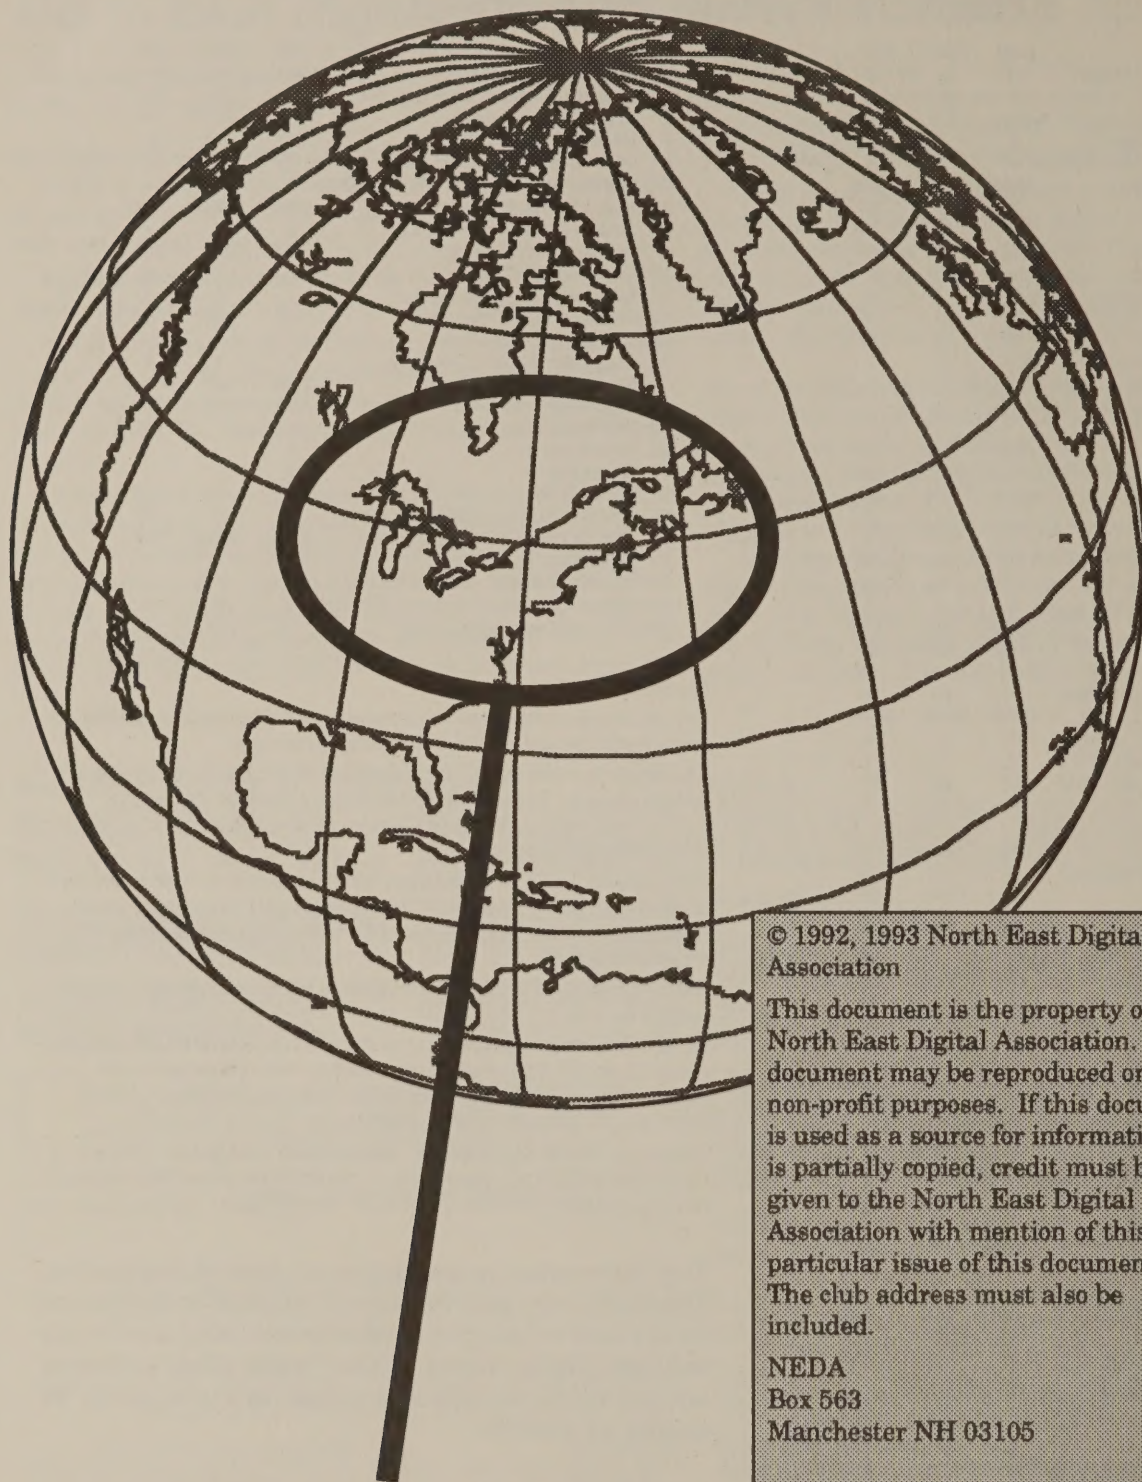 © 1992, 1993 North East Digita
Association
This document is the property o
North East Digital Association.
document may be reproduced or
non-profit purposes. If this docu
is used as a source for informati
is partially copied, credit must b
given to the North East Digital
Association with mention of this
particular issue of this documen
The club address must also be
included.
NEDA
Box 563
Manchester NH 03105